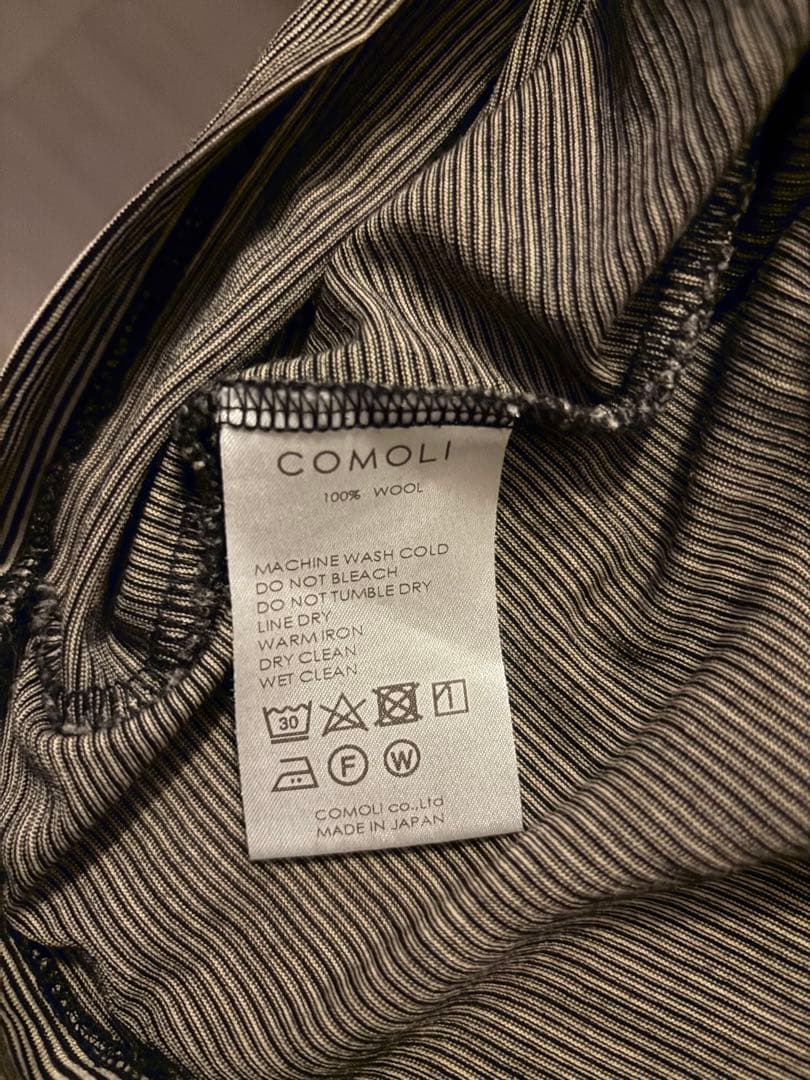 COMOLI
100% WOOL
MACHINE WASH COLD
DO NOT BLEACH
DO NOT TUMBLE DRY
LINE DRY
WARM IRON
DRY CLEAN
WET CLEAN
30
F W
COMOLI co.,Ltd
MADE IN JAPAN